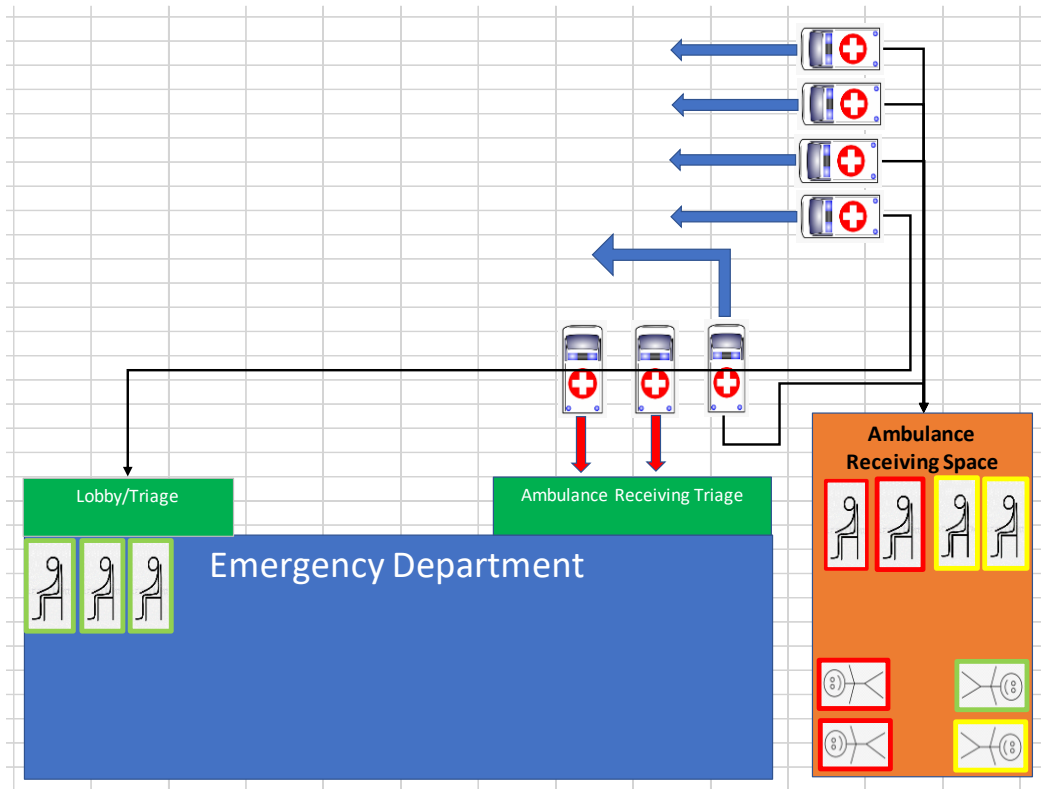 Ambulance
Receiving Space
Lobby/Triage
Ambulance Receiving Triage
Emergency Department